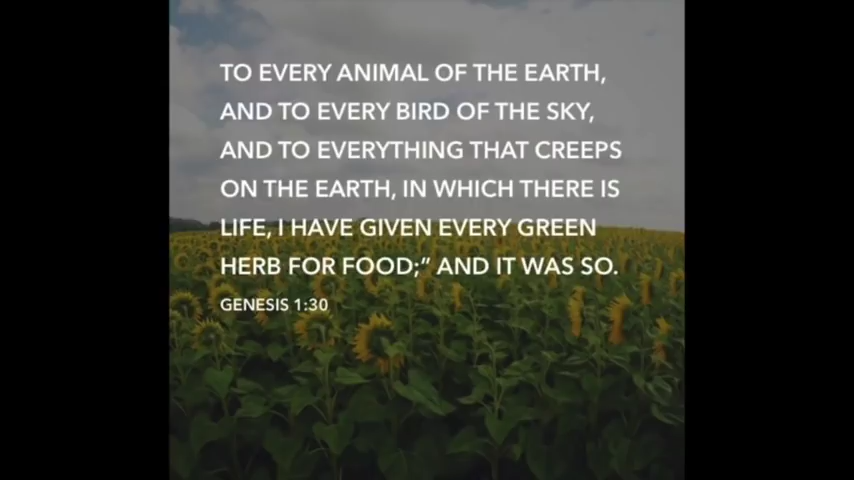 TO EVERY ANIMAL OF THE EARTH,
AND TO EVERY BIRD OF THE SKY,
AND TO EVERYTHING THAT CREEPS
ON THE EARTH, IN WHICH THERE IS
LIFE, I HAVE GIVEN EVERY GREEN
HERB FOR FOOD;” AND IT WAS SO.
GENESIS 1:30